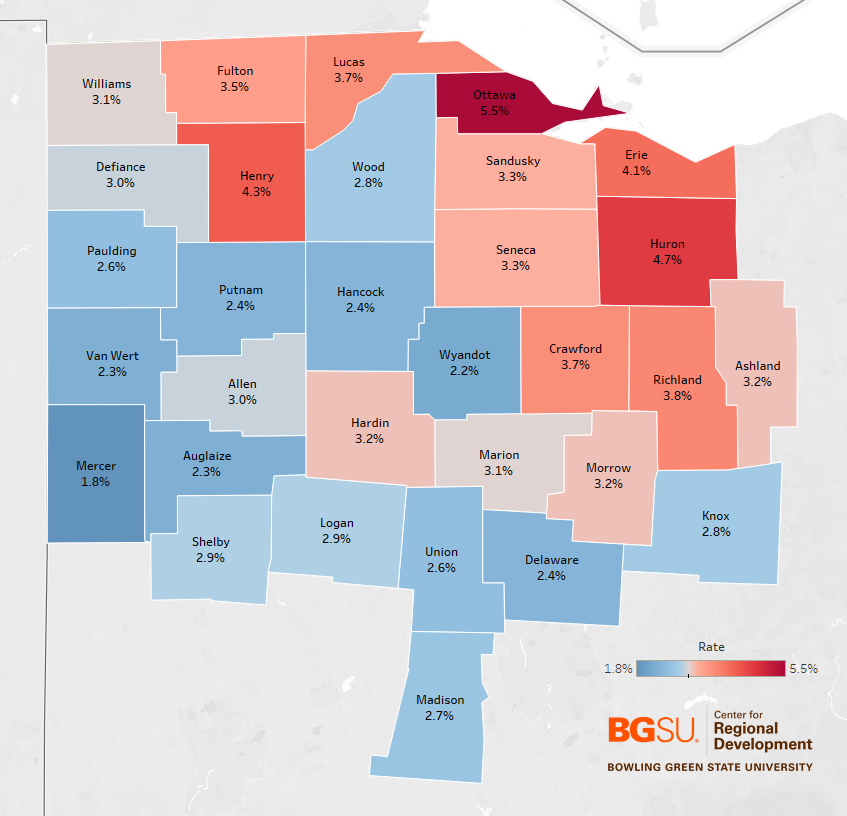 Williams
3.1%
Fulton
3.5%
Lucas
3.7%
Ottawa
5.5%
Defiance
3.0%
Henry
4.3%
Wood
2.8%
Sandusky
3.3%
Erie
4.1%
Paulding
2.6%
Putnam
2.4%
Hancock
2.4%
Seneca
3.3%
Huron
4.7%
Van Wert
2.3%
Allen
3.0%
Wyandot
2.2%
Crawford
3.7%
Richland
3.8%
Ashland
3.2%
Mercer
1.8%
Auglaize
2.3%
Hardin
3.2%
Marion
3.1%
Morrow
3.2%
Shelby
2.9%
Logan
2.9%
Union
2.6%
Delaware
2.4%
Knox
2.8%
Madison
2.7%
Rate
1.8%
5.5%
BGSU.
Center for
Regional
Development
BOWLING GREEN STATE UNIVERSITY